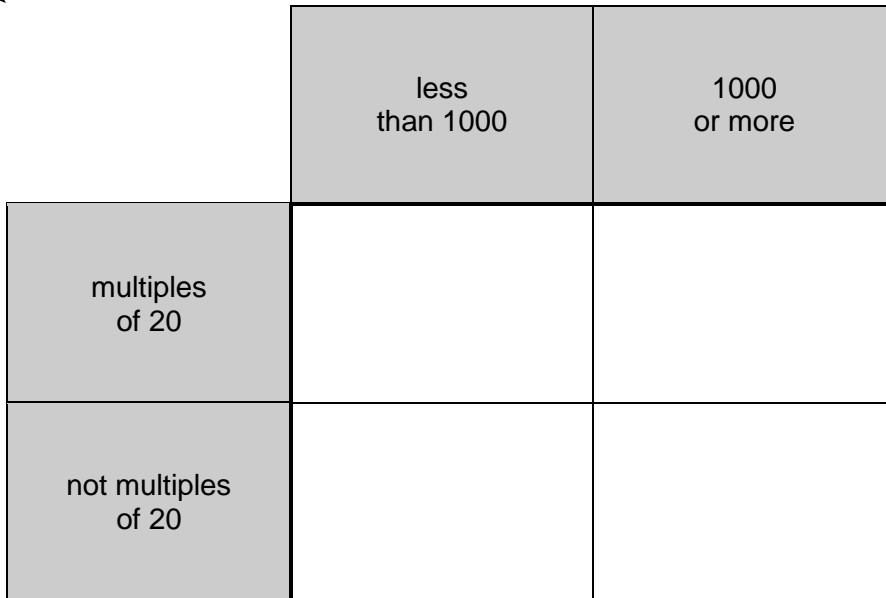 less
than 1000
1000
or more
multiples
of 20
not multiples
of 20